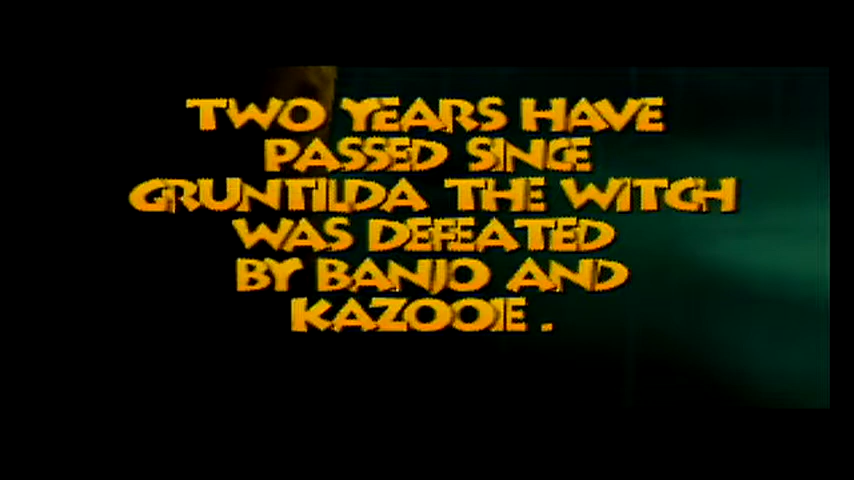 TWO YEARS HAVE
PASSED SINCE
GRUNTILDA THE WITCH
WAS DEFEATED
BY BANJO AND
KAZOOIE .